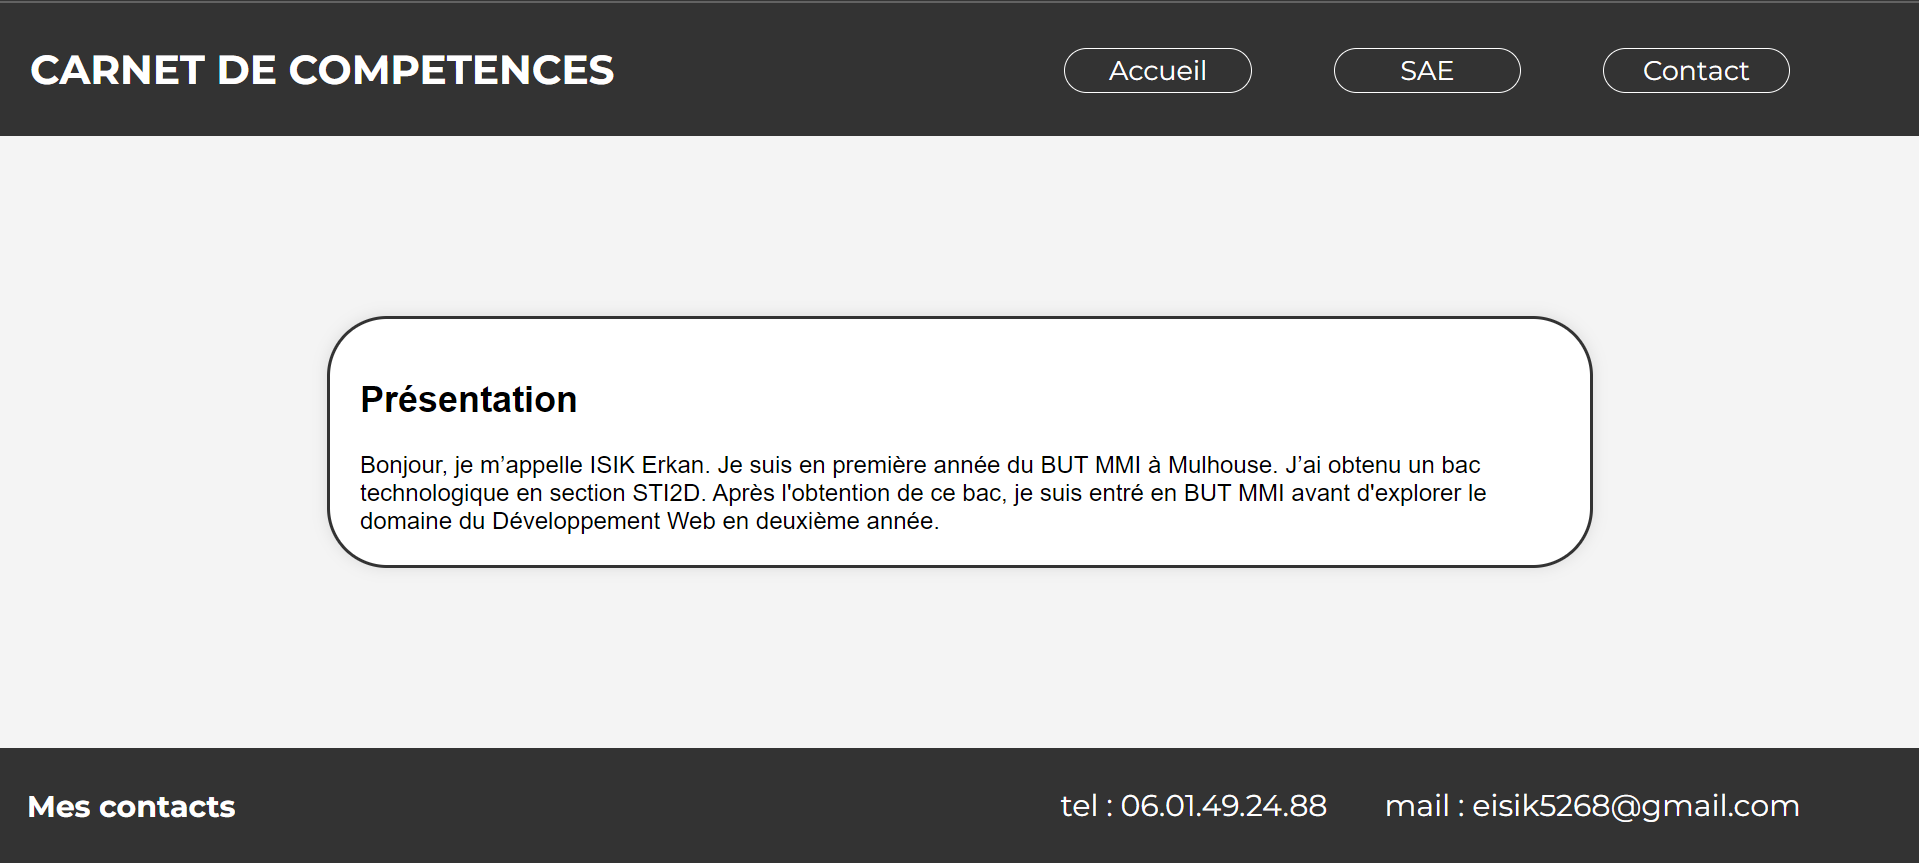 CARNET DE COMPETENCES
Accueil
SAE
Contact
Présentation
Bonjour, je m’appelle ISIK Erkan. Je suis en première année du BUT MMI à Mulhouse. J’ai obtenu un bac
technologique en section STI2D. Après l'obtention de ce bac, je suis entré en BUT MMI avant d'explorer le
domaine du Développement Web en deuxième année.
Mes contacts
tel : 06.01.49.24.88
mail : eisik5268@gmail.com